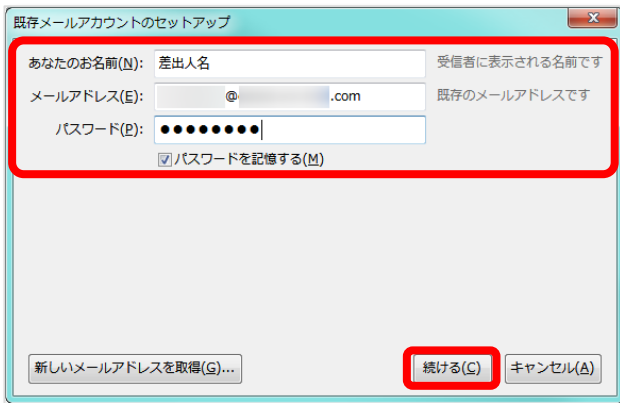 既存メールアカウントのセットアップ
あなたのお名前(N): 差出人名 受信者に表示される名前です
メールアドレス(E): @ .com 既存のメールアドレスです
パスワード(P): ●●●●●●●●
パスワードを記憶する(M)
新しいメールアドレスを取得(G)... 続ける(C) キャンセル(A)